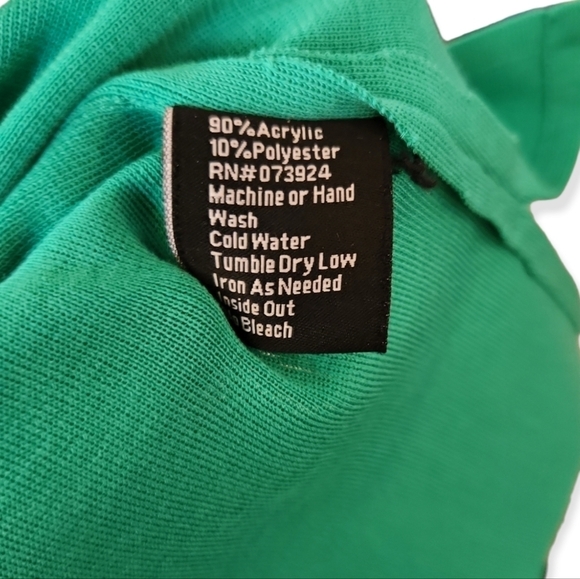 90%Acrylic
10%Polyester
RN#073924
Machine or Hand
Wash
Cold Water
Tumble Dry Low
Iron As Needed
Out
Bleach